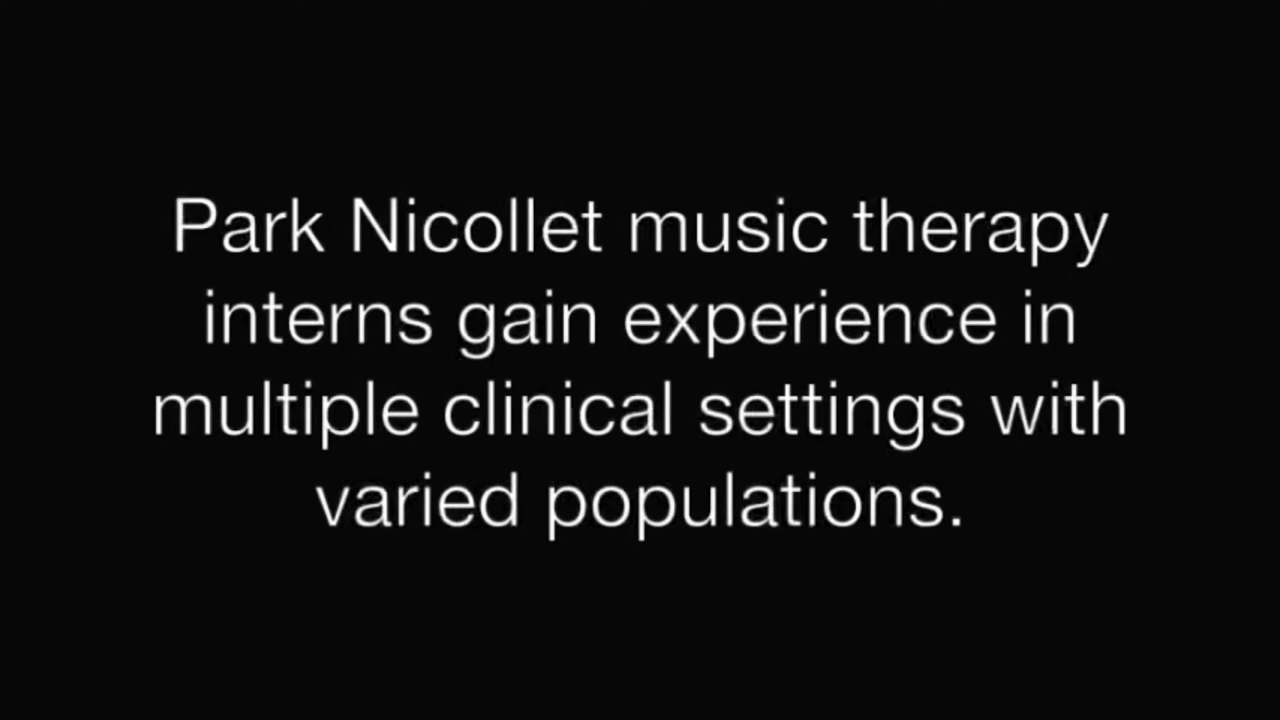 Park Nicollet music therapy
interns gain experience in
multiple clinical settings with
varied populations.